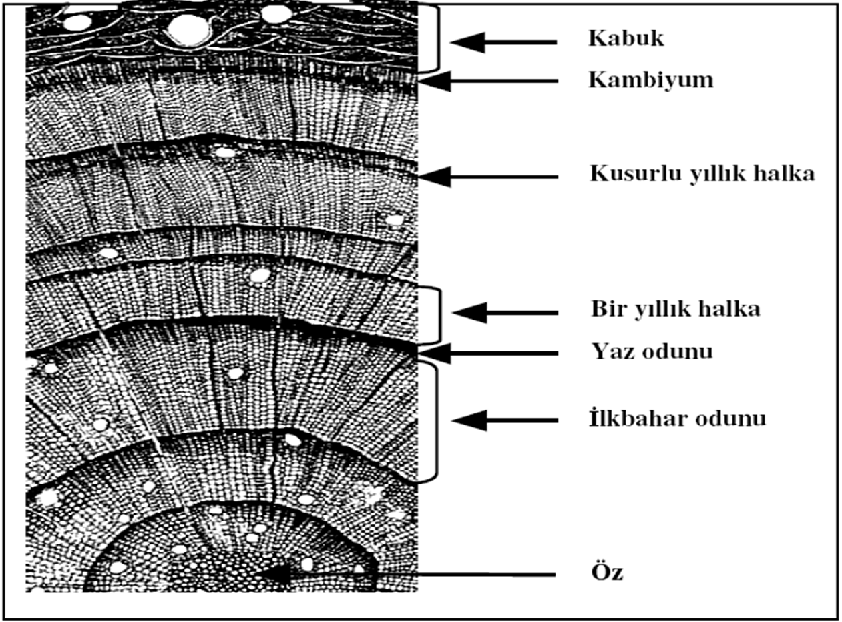 Kabuk
Kambiyum
Kusurlu yıllık halka
Bir yıllık halka
Yaz odunu
İlkbahar odunu
Öz